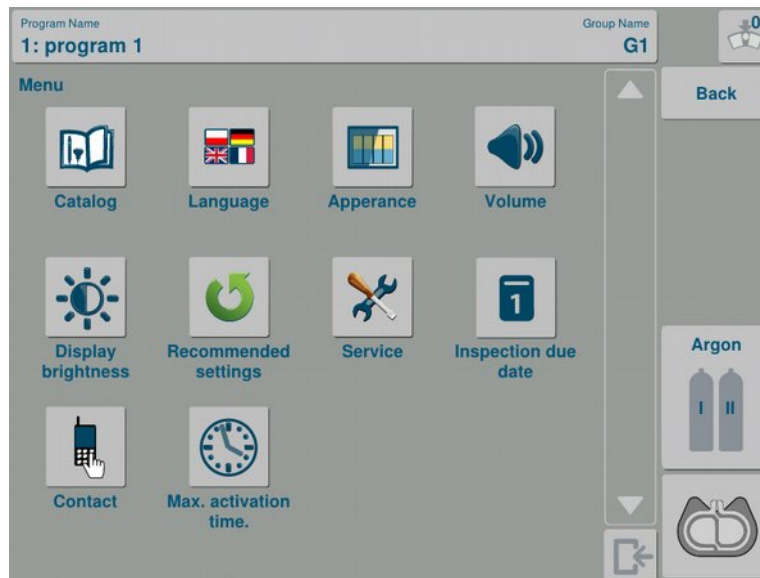 Program Name
1: program 1
Group Name
G1
0
Menu
Back
Catalog
Language
Apperance
Volume
1
Display
brightness
Recommended
settings
Service
Inspection due
date
Argon
I II
Contact
Max. activation
time.